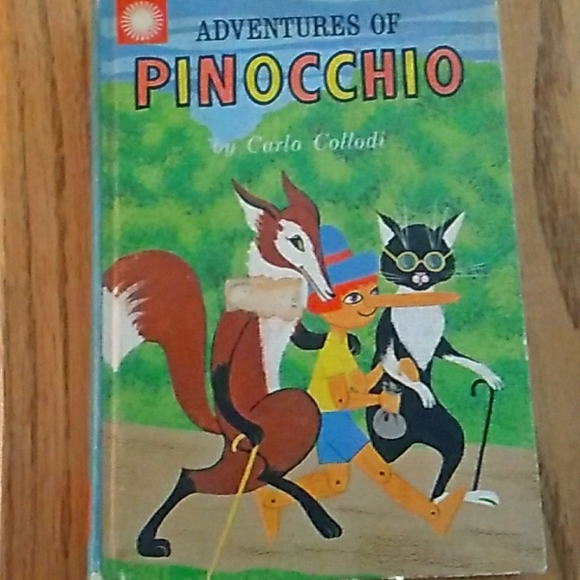 ADVENTURES OF
PINOCCHIO
by Carlo Collodi